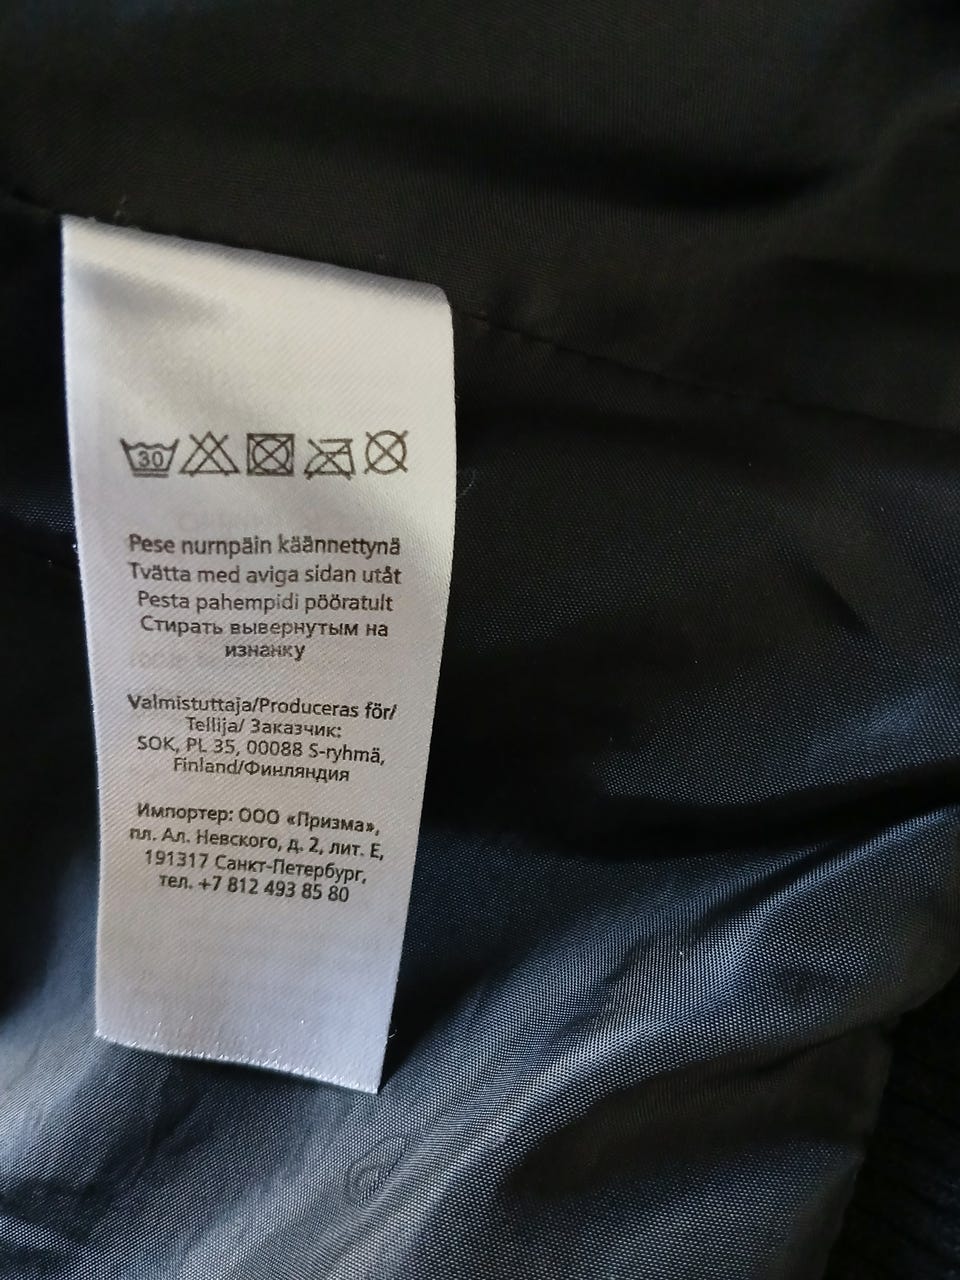 30
Pese nurnpäin käännettynä
Tvätta med aviga sidan utåt
Pesta pahempidi pööratult
Стирать вывернутым на
изнанку
Valmistuttaja/Produceras för/
Tellija/ Заказчик:
SOK, PL 35, 00088 S-ryhmä,
Finland/Финляндия
Импортер: ООО «Призма»,
пл. Ал. Невского, д. 2, лит. Е,
191317 Санкт-Петербург,
тел. +7 812 493 85 80